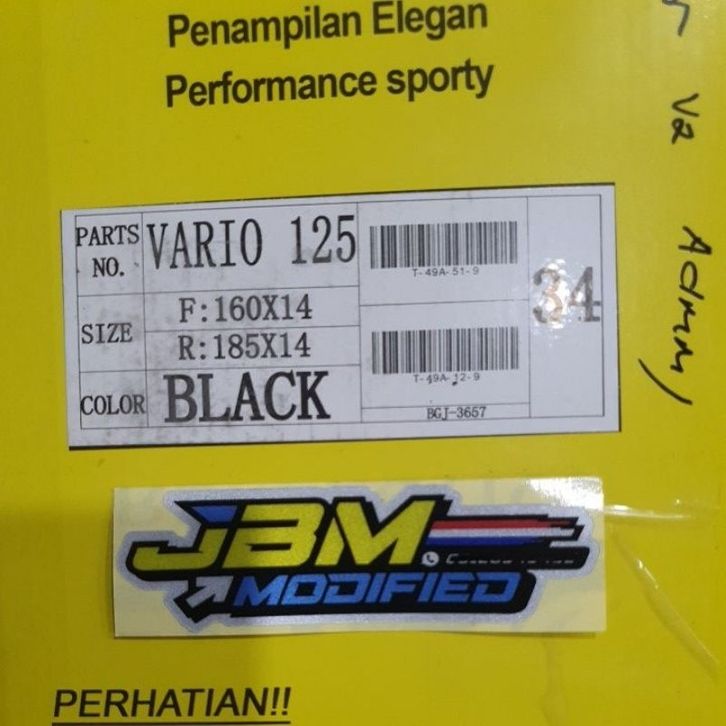 Penampilan Elegan
Performance sporty
Va
PARTS NO.
VARIO 125
SIZE
F:160X14
R:185X14
COLOR
BLACK
T-49A-51-9
T-49A-12-9
BGJ-3657
34
JBM
MODIFIED
PERHATIAN!!